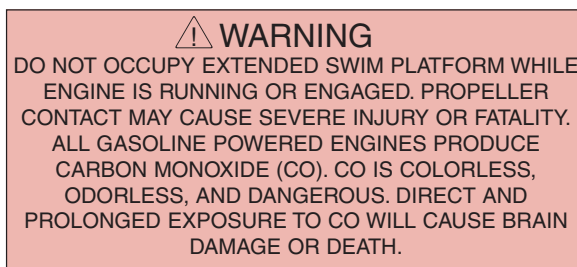 WARNING
DO NOT OCCUPY EXTENDED SWIM PLATFORM WHILE
ENGINE IS RUNNING OR ENGAGED. PROPELLER
CONTACT MAY CAUSE SEVERE INJURY OR FATALITY.
ALL GASOLINE POWERED ENGINES PRODUCE
CARBON MONOXIDE (CO). CO IS COLORLESS,
ODORLESS, AND DANGEROUS. DIRECT AND
PROLONGED EXPOSURE TO CO WILL CAUSE BRAIN
DAMAGE OR DEATH.